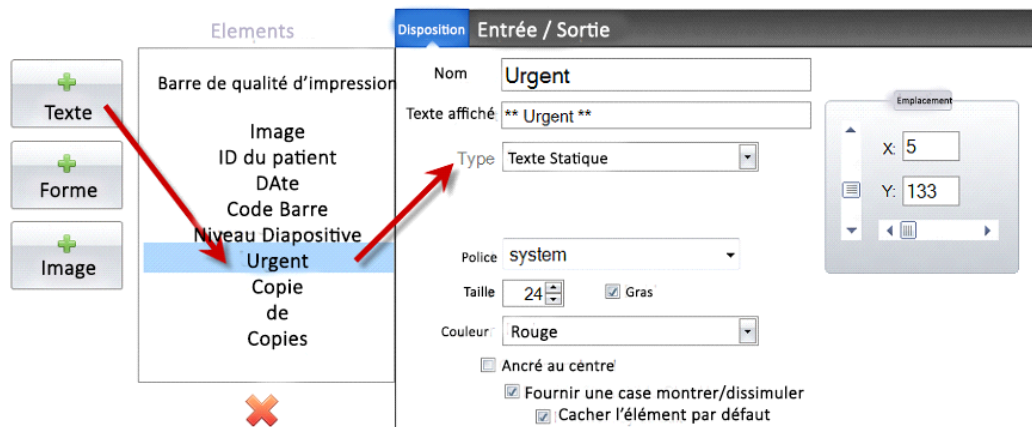 Elements
Disposition Entrée / Sortie
Texte
Forme
Image
Barre de qualité d'impression
Image
ID du patient
DAte
Code Barre
Niveau Diapositive
Urgent
Copie
de
Copies
Nom Urgent
Texte affiché ** Urgent **
Type Texte Statique
Police system
Taille 24 Gras
Couleur Rouge
Ancré au centre
Fournir une case montrer/dissimuler
Cacher l'élément par défaut
Emplacement
X: 5
Y: 133